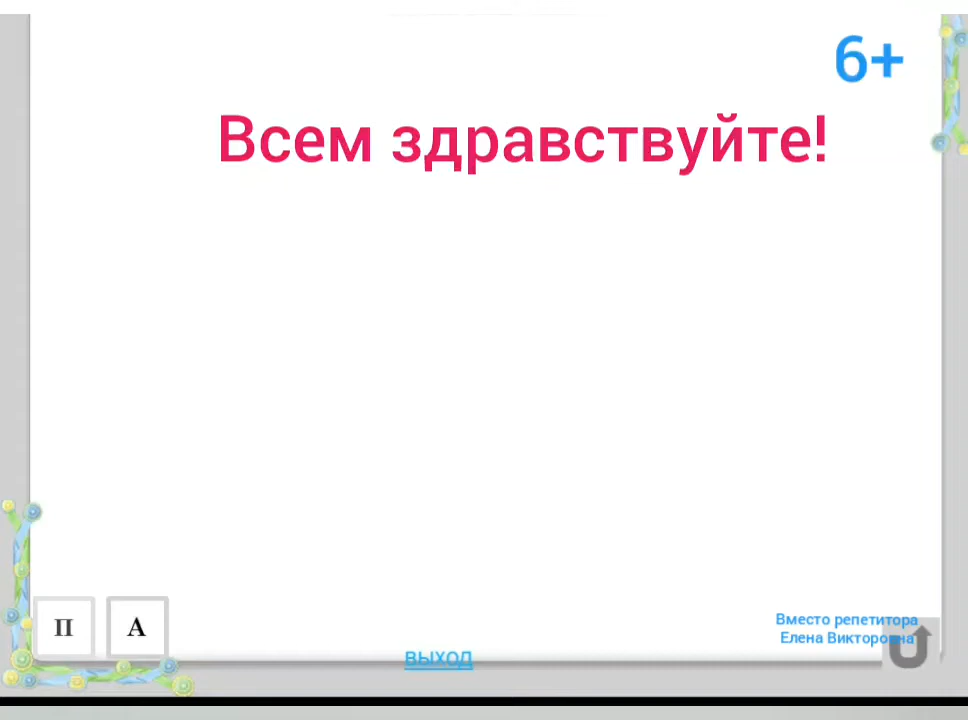 6+
Всем здравствуйте!
П А
Вместо репетитора
Елена Викторовна
выход